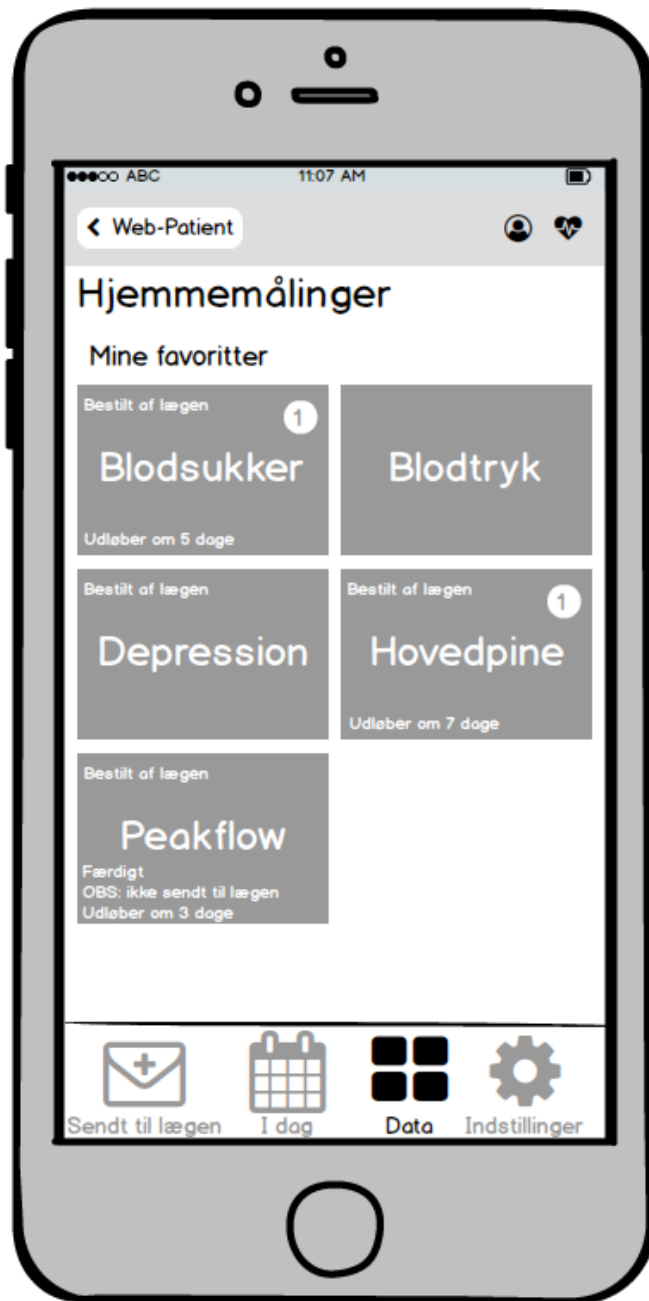 ABC 11:07 AM
Web-Patient
Hjemmemålinger
Mine favoritter
Bestilt af lægen
1
Blodsukker
Udløber om 5 dage
Blodtryk
Bestilt af lægen
Depression
Bestilt af lægen
1
Hovedpine
Udløber om 7 dage
Bestilt af lægen
Peakflow
Færdigt
OBS: ikke sendt til lægen
Udløber om 3 dage
Sendt til lægen I dag Data Indstillinger